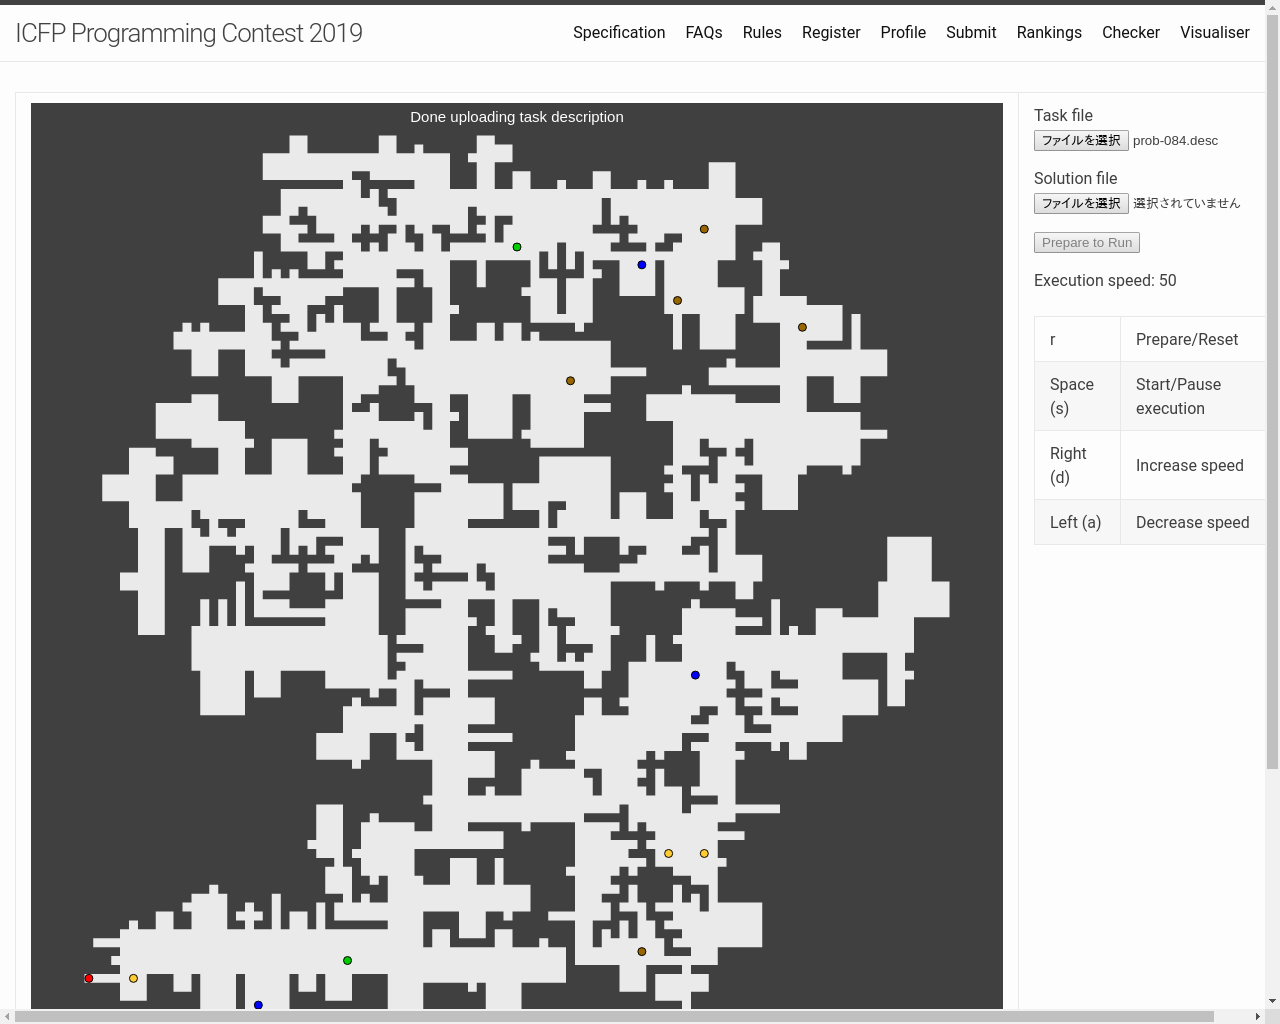 ICFP Programming Contest 2019
Specification FAQs Rules Register Profile Submit Rankings Checker Visualiser
Done uploading task description
Task file
ファイルを選択 prob-084.desc
Solution file
ファイルを選択 選択されていません
Prepare to Run
Execution speed: 50
r Prepare/Reset
Space (s) Start/Pause execution
Right (d) Increase speed
Left (a) Decrease speed